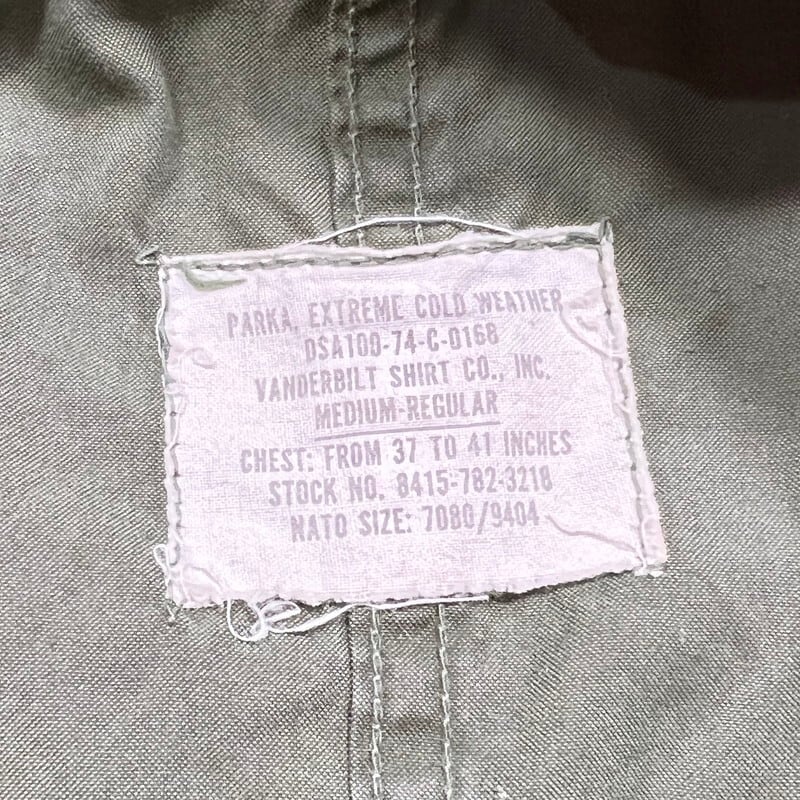 PARKA, EXTREME COLD WEATHER
DSA100-74-C-0168
VANDERBILT SHIRT CO., INC.
MEDIUM-REGULAR
CHEST: FROM 37 TO 41 INCHES
STOCK NO. 8415-782-3218
NATO SIZE: 7080/9404